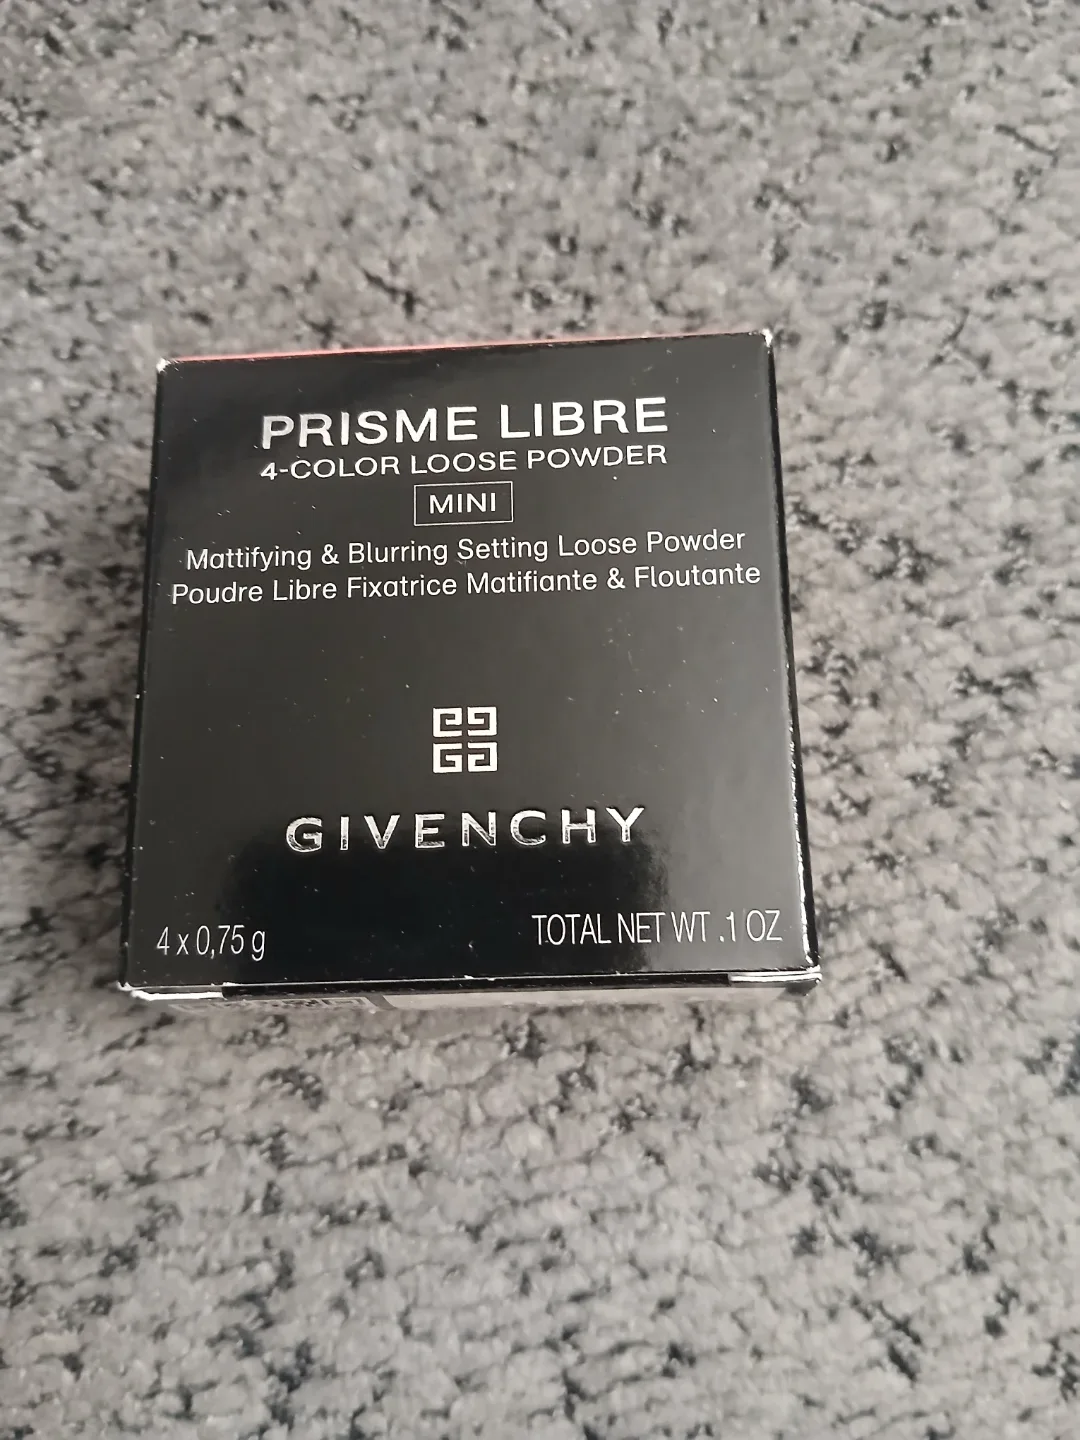 PRISME LIBRE
4-COLOR LOOSE POWDER
MINI
Mattifying & Blurring Setting Loose Powder
Poudre Libre Fixatrice Matifiante & Floutante
GIVENCHY
4 x 0,75 g
TOTAL NET WT .1 OZ